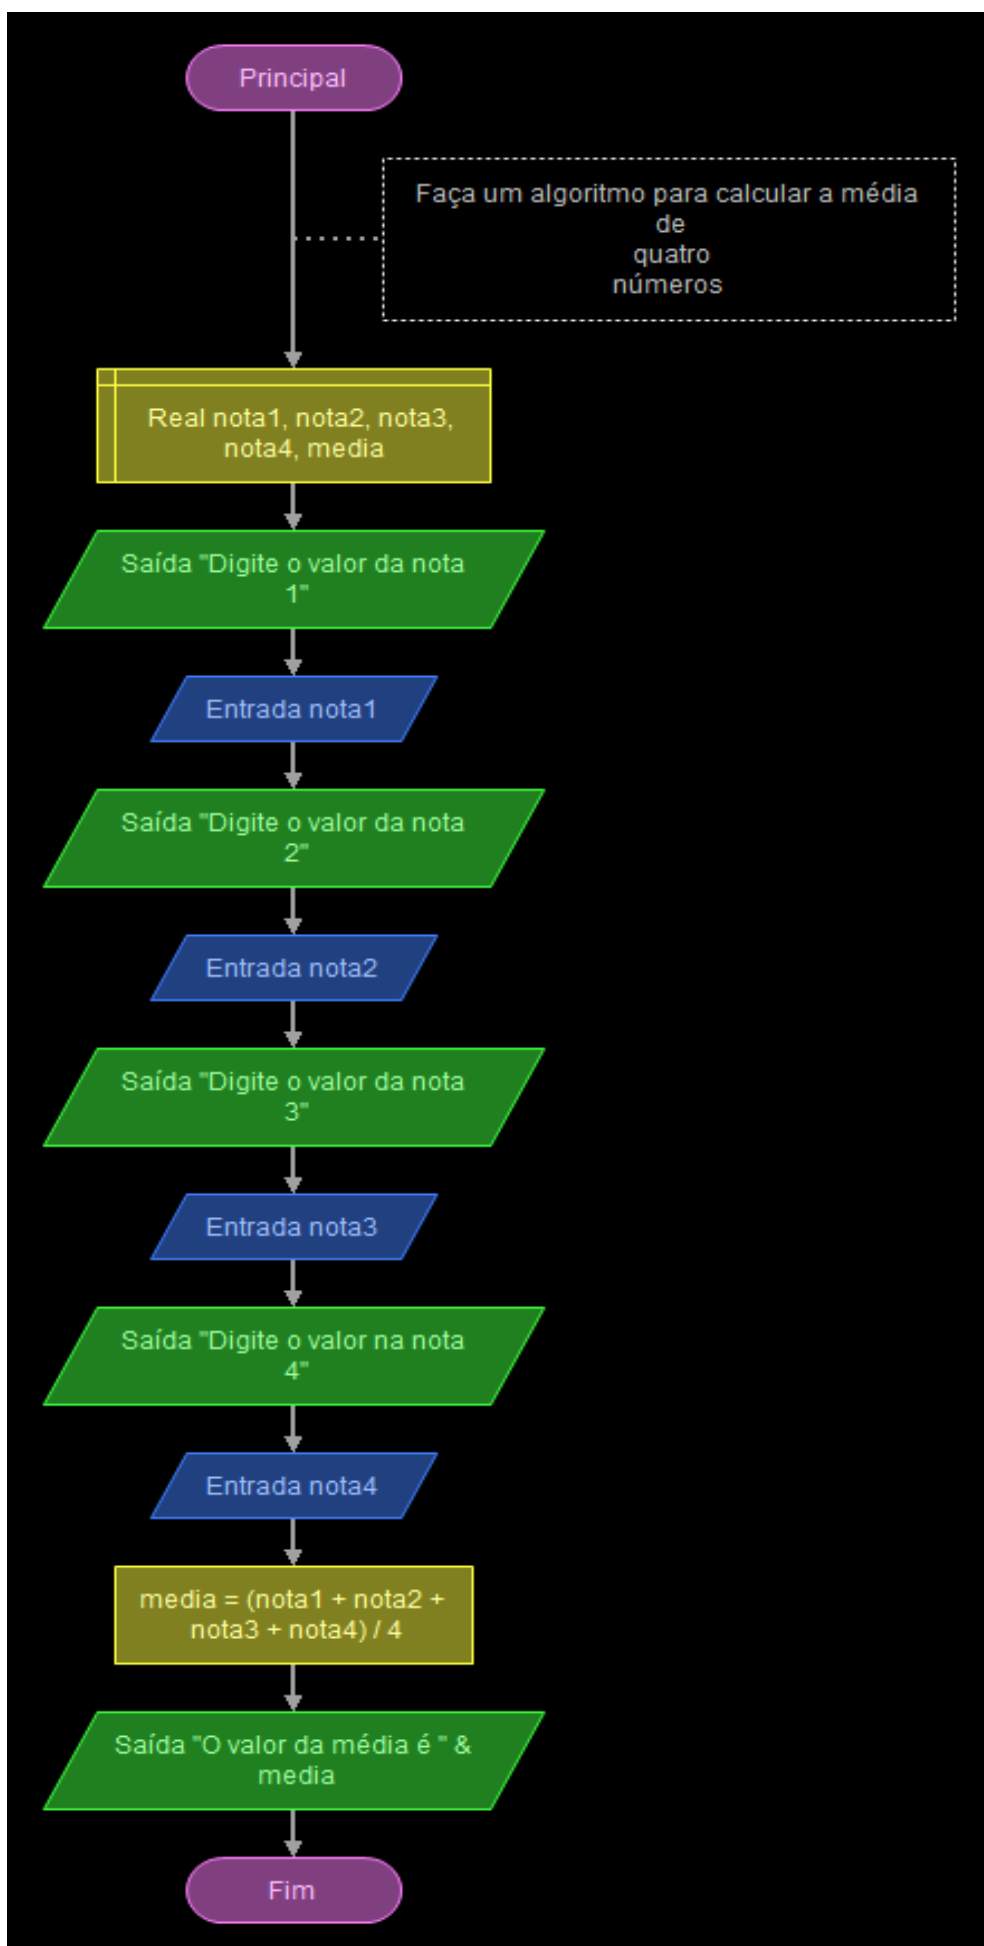 Principal
Faça um algoritmo para calcular a média
de
quatro
números
Real nota1, nota2, nota3,
nota4, media
Saída "Digite o valor da nota
1"
Entrada nota1
Saída "Digite o valor da nota
2"
Entrada nota2
Saída "Digite o valor da nota
3"
Entrada nota3
Saída "Digite o valor na nota
4"
Entrada nota4
media = (nota1 + nota2 +
nota3 + nota4) / 4
Saída "O valor da média é " &
media
Fim